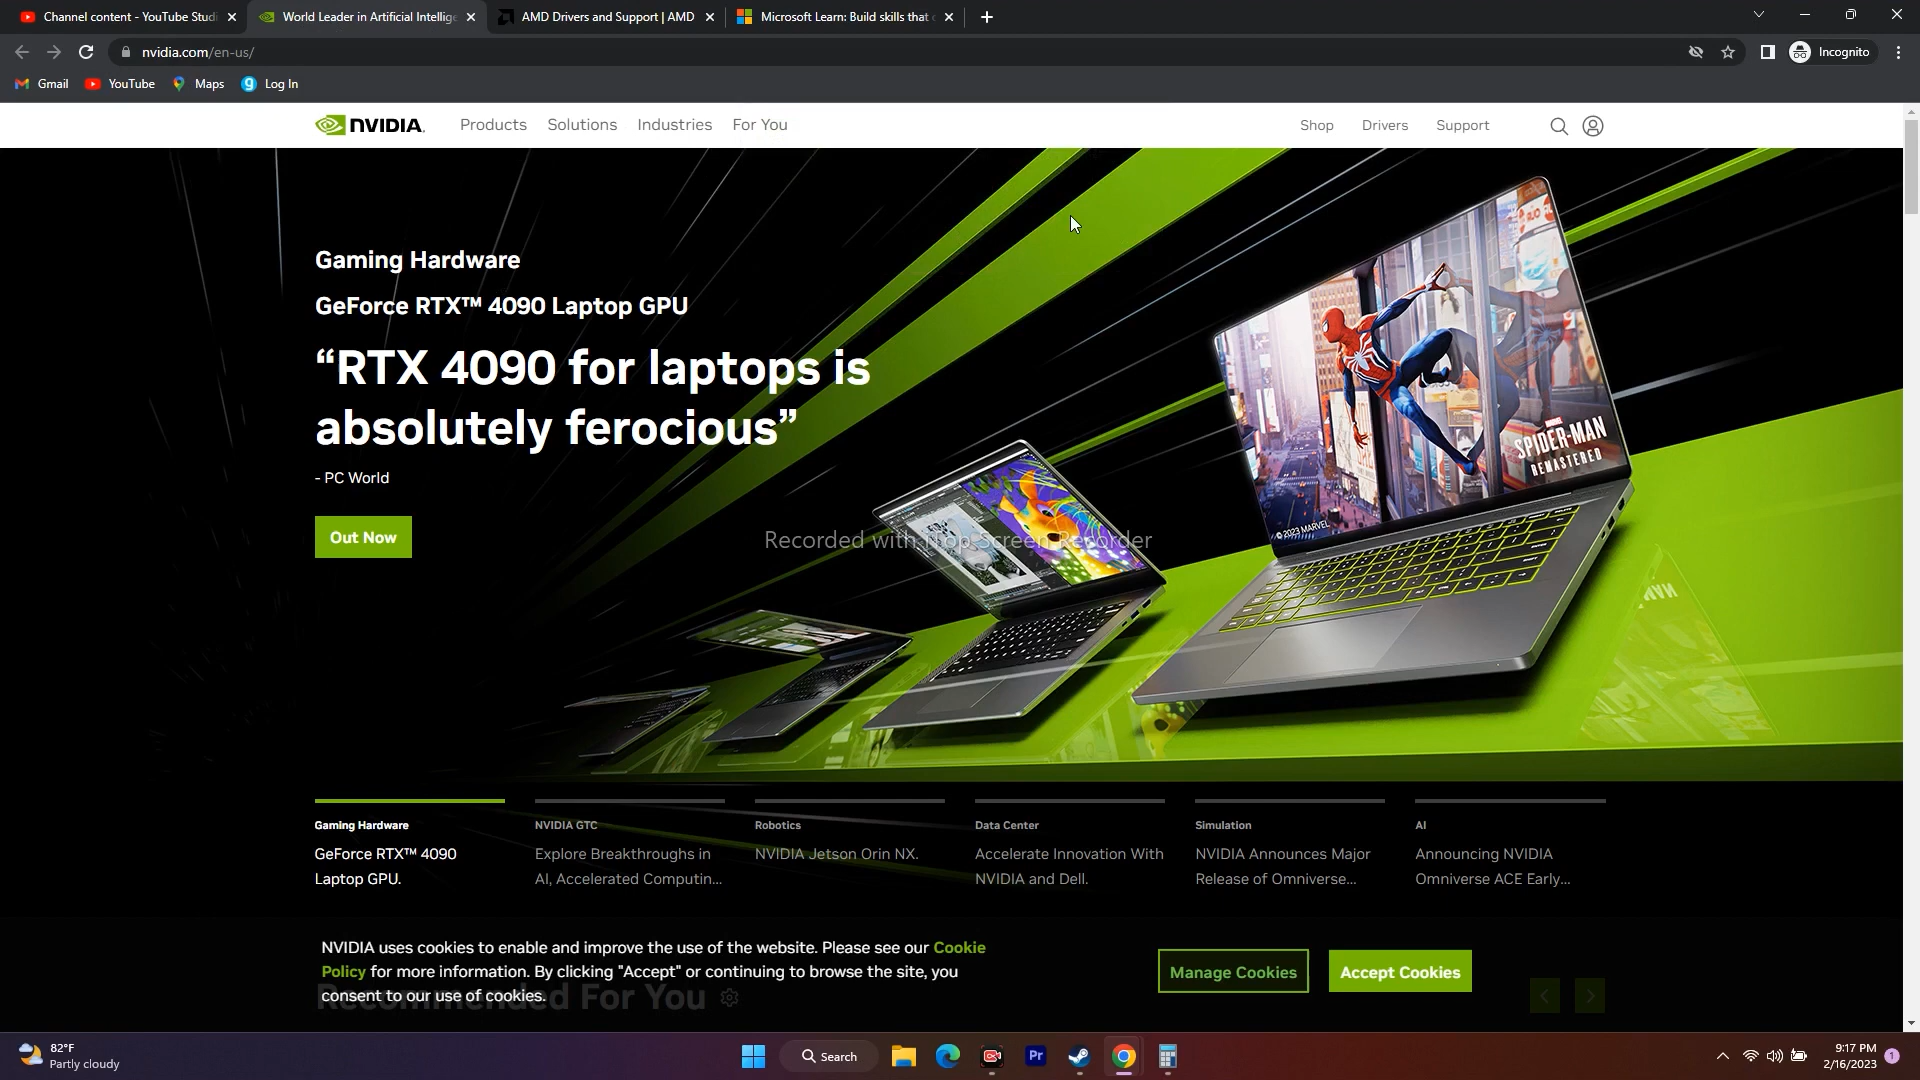 Channel content - YouTube Studi
World Leader in Artificial Intellige
AMD Drivers and Support | AMD
Microsoft Learn: Build skills that
nvidia.com/en-us/
Incognito
Gmail
YouTube
Maps
Log In
NVIDIA.
Products
Solutions
Industries
For You
Shop
Drivers
Support
Gaming Hardware
GeForce RTX™ 4090 Laptop GPU
“RTX 4090 for laptops is
absolutely ferocious”
- PC World
Out Now
SPIDER-MAN
REMASTERED
© 2023 MARVEL
Recorded with iTop Screen Recorder
Gaming Hardware
GeForce RTX™ 4090
Laptop GPU.
NVIDIA GTC
Explore Breakthroughs in
AI, Accelerated Computin...
Robotics
NVIDIA Jetson Orin NX.
Data Center
Accelerate Innovation With
NVIDIA and Dell.
Simulation
NVIDIA Announces Major
Release of Omniverse...
AI
Announcing NVIDIA
Omniverse ACE Early...
NVIDIA uses cookies to enable and improve the use of the website. Please see our Cookie
Policy for more information. By clicking "Accept" or continuing to browse the site, you
consent to our use of cookies.
Recommended For You
Manage Cookies
Accept Cookies
82°F
Partly cloudy
Search
Pr
9:17 PM
2/16/2023
1